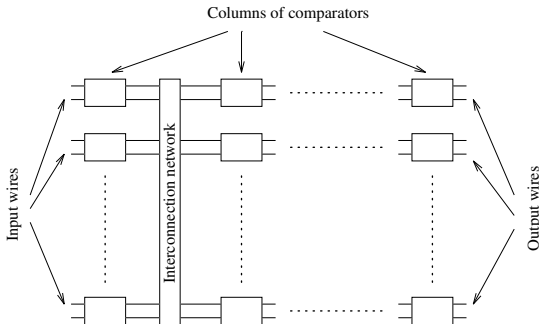 Columns of comparators
Input wires
Interconnection network
Output wires